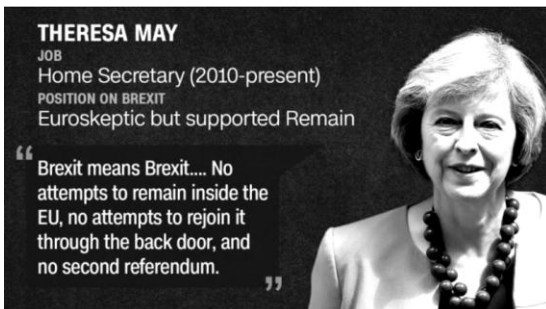 THERESA MAY
JOB
Home Secretary (2010-present)
POSITION ON BREXIT
Euroskeptic but supported Remain
“ Brexit means Brexit.... No
attempts to remain inside the
EU, no attempts to rejoin it
through the back door, and
no second referendum. ”